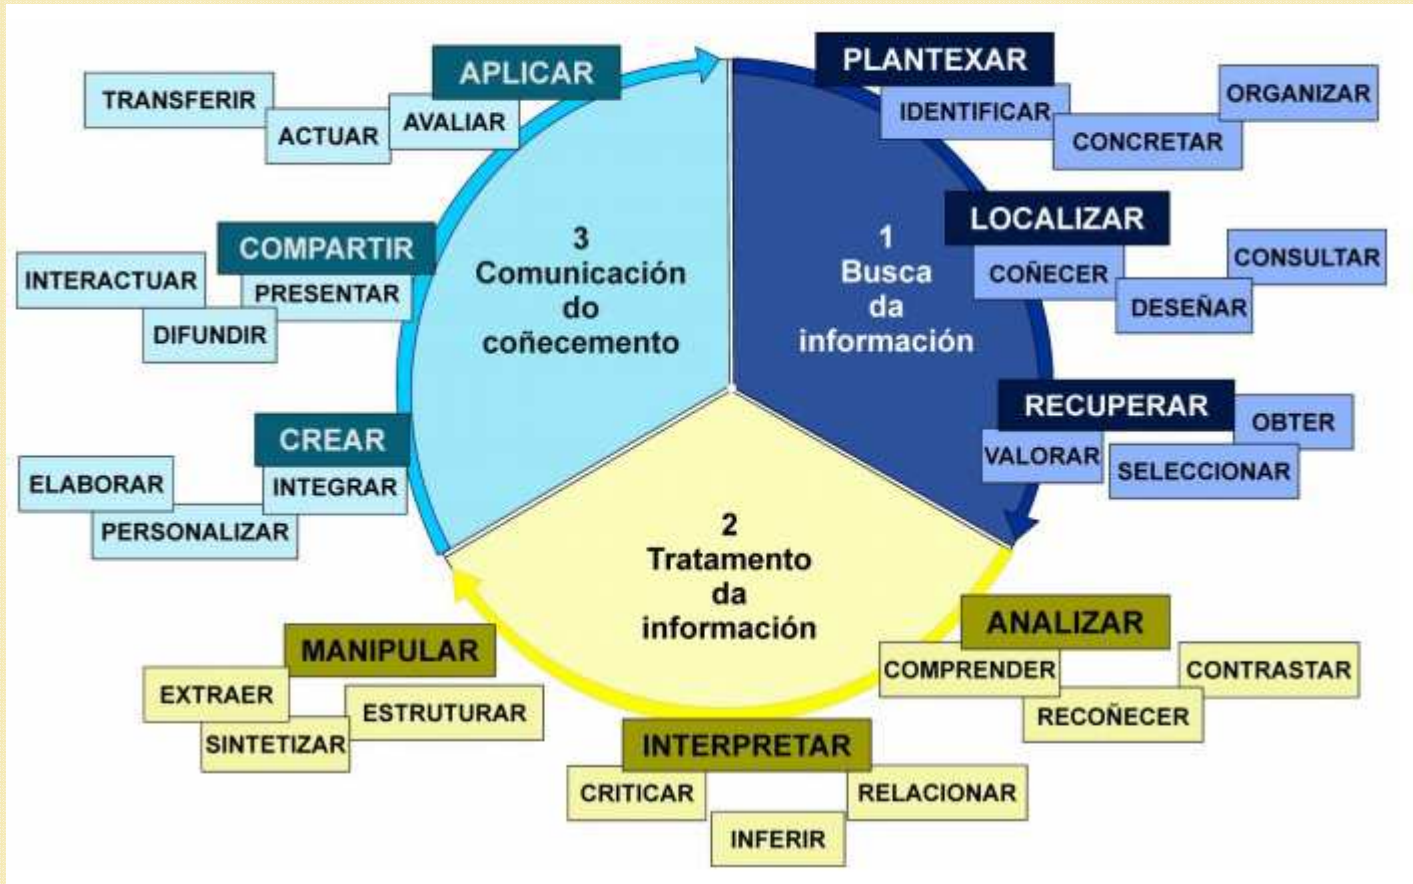 PLANTEXAR
IDENTIFICAR
CONCRETAR
ORGANIZAR
LOCALIZAR
COÑECER
DESEÑAR
CONSULTAR
RECUPERAR
VALORAR
SELECCIONAR
OBTER
1
Busca
da
información
ANALIZAR
COMPRENDER
RECOÑECER
CONTRASTAR
INTERPRETAR
CRITICAR
INFERIR
RELACIONAR
MANIPULAR
EXTRAER
SINTETIZAR
ESTRUTURAR
2
Tratamento
da
información
CREAR
INTEGRAR
PERSONALIZAR
ELABORAR
COMPARTIR
PRESENTAR
DIFUNDIR
INTERACTUAR
APLICAR
AVALIAR
ACTUAR
TRANSFERIR
3
Comunicación
do
coñecemento